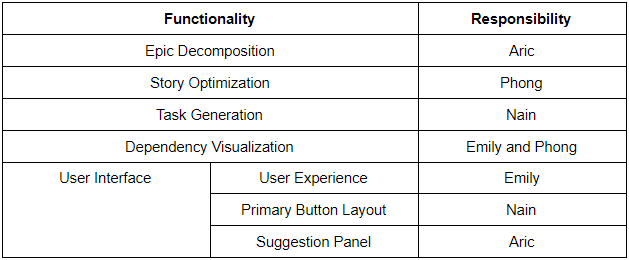 Functionality Responsibility
Epic Decomposition Aric
Story Optimization Phong
Task Generation Nain
Dependency Visualization Emily and Phong
User Interface User Experience Emily
Primary Button Layout Nain
Suggestion Panel Aric